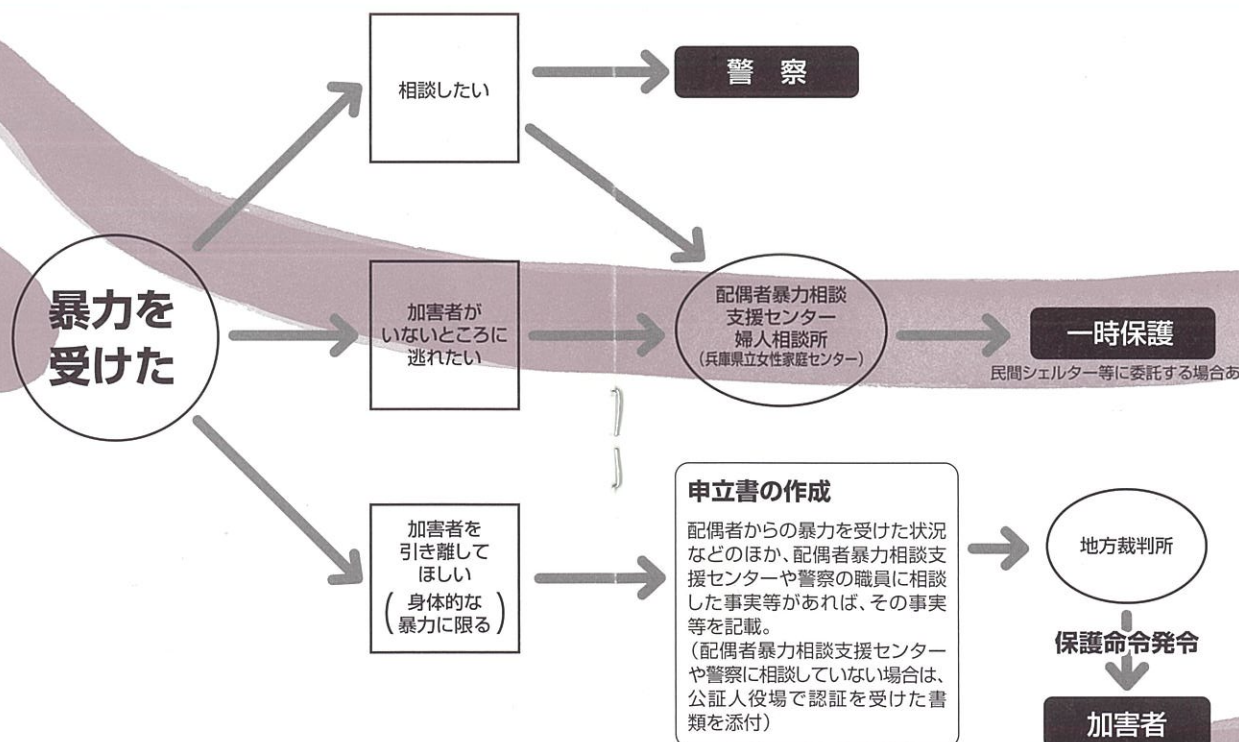 相談したい
警察
暴力を
受けた
加害者が
いないところに
逃れたい
配偶者暴力相談
支援センター
婦人相談所
(兵庫県立女性家庭センター)
一時保護
民間シェルター等に委託する場合あ
加害者を
引き離して
ほしい
(身体的な
暴力に限る)
申立書の作成
配偶者からの暴力を受けた状況
などのほか、配偶者暴力相談支
援センターや警察の職員に相談
した事実等があれば、その事実
等を記載。
(配偶者暴力相談支援センター
や警察に相談していない場合は、
公証人役場で認証を受けた書
類を添付)
地方裁判所
保護命令発令
加害者